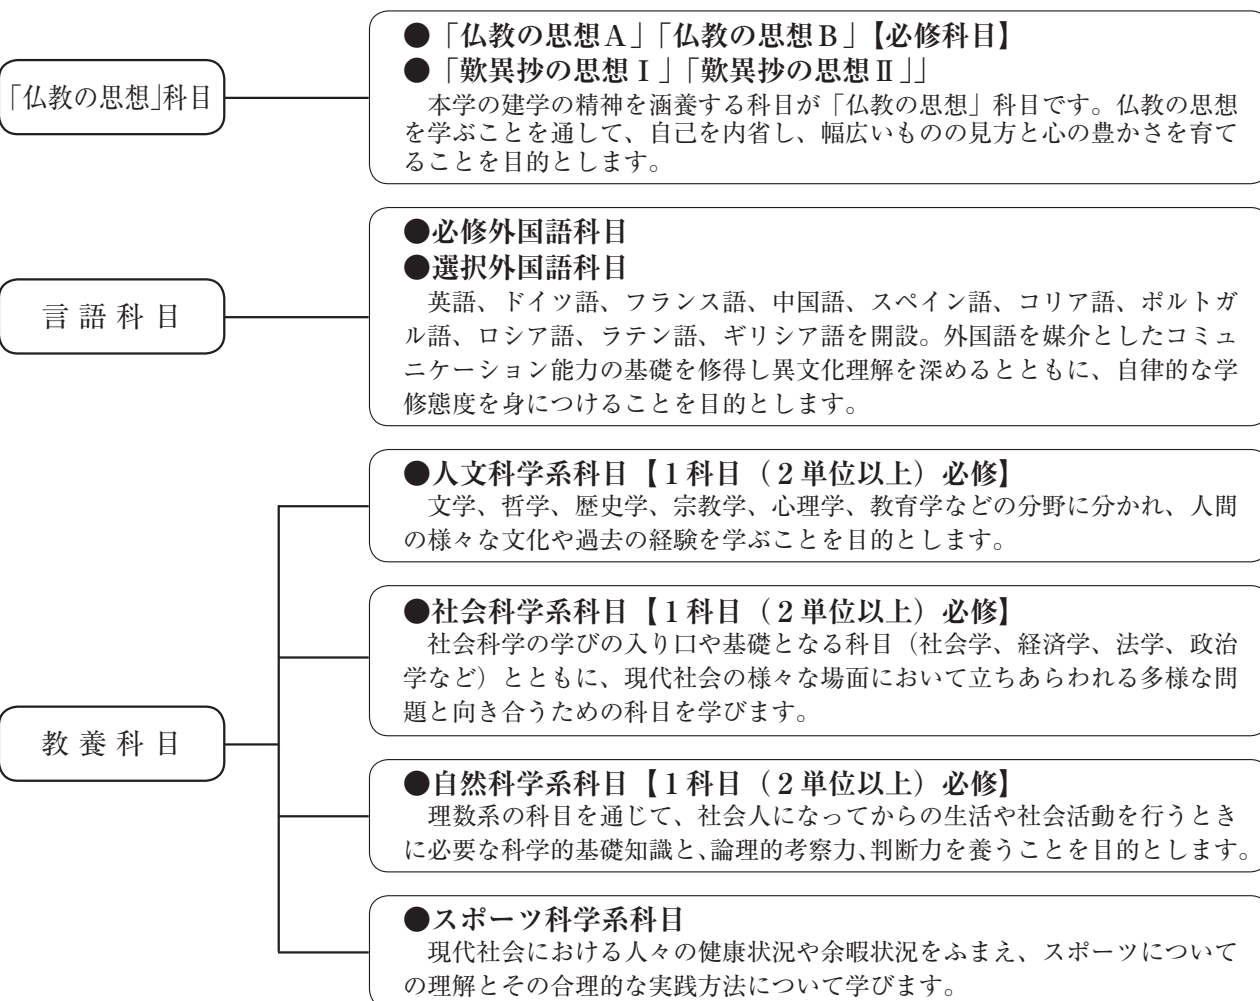 「仏教の思想」科目
●「仏教の思想Ａ」「仏教の思想Ｂ」【必修科目】
●「歎異抄の思想Ⅰ」「歎異抄の思想Ⅱ」」
本学の建学の精神を涵養する科目が「仏教の思想」科目です。仏教の思想
を学ぶことを通して、自己を内省し、幅広いものの見方と心の豊かさを育て
ることを目的とします。
言語科目
●必修外国語科目
●選択外国語科目
英語、ドイツ語、フランス語、中国語、スペイン語、コリア語、ポルトガ
ル語、ロシア語、ラテン語、ギリシア語を開設。外国語を媒介としたコミュ
ニケーション能力の基礎を修得し異文化理解を深めるとともに、自律的な学
修態度を身につけることを目的とします。
教養科目
●人文科学系科目【１科目（２単位以上）必修】
文学、哲学、歴史学、宗教学、心理学、教育学などの分野に分かれ、人間
の様々な文化や過去の経験を学ぶことを目的とします。
●社会科学系科目【１科目（２単位以上）必修】
社会科学の学びの入り口や基礎となる科目（社会学、経済学、法学、政治
学など）とともに、現代社会の様々な場面において立ちあらわれる多様な問
題と向き合うための科目を学びます。
●自然科学系科目【１科目（２単位以上）必修】
理数系の科目を通じて、社会人になってからの生活や社会活動を行うとき
に必要な科学的基礎知識と、論理的考察力、判断力を養うことを目的とします。
●スポーツ科学系科目
現代社会における人々の健康状況や余暇状況をふまえ、スポーツについて
の理解とその合理的な実践方法について学びます。